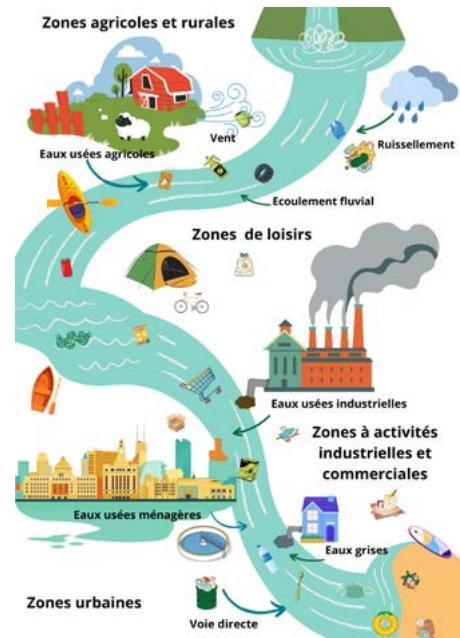 Zones agricoles et rurales
Vent
Ruissellement
Eaux usées agricoles
Ecoulement fluvial
Zones de loisirs
Eaux usées industrielles
Zones à activités
industrielles et
commerciales
Eaux usées ménagères
Eaux grises
Zones urbaines
Voie directe